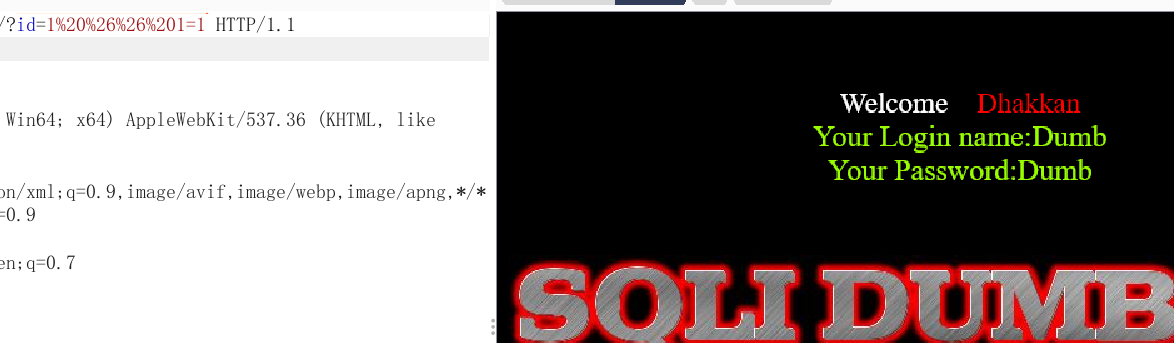 /?id=1%20%26%26%201=1 HTTP/1.1
Win64; x64) AppleWebKit/537.36 (KHTML, like
on/xml;q=0.9,image/avif,image/webp,image/apng,*/*
=0.9
en;q=0.7
Welcome Dhakkan
Your Login name:Dumb
Your Password:Dumb
SQLI DUMB